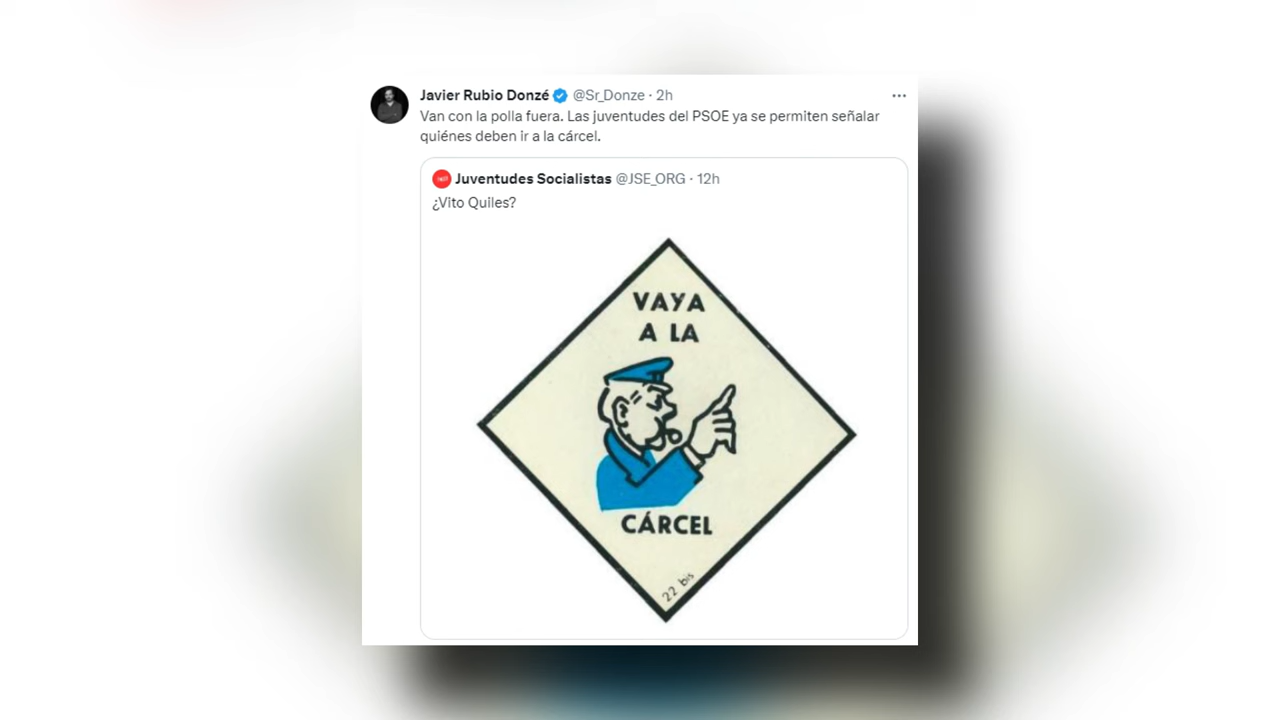 Javier Rubio Donzé @Sr_Donze · 2h
Van con la polla fuera. Las juventudes del PSOE ya se permiten señalar
quiénes deben ir a la cárcel.
Juventudes Socialistas @JSE_ORG · 12h
¿Vito Quiles?
VAYA
A LA
CÁRCEL
22 bis